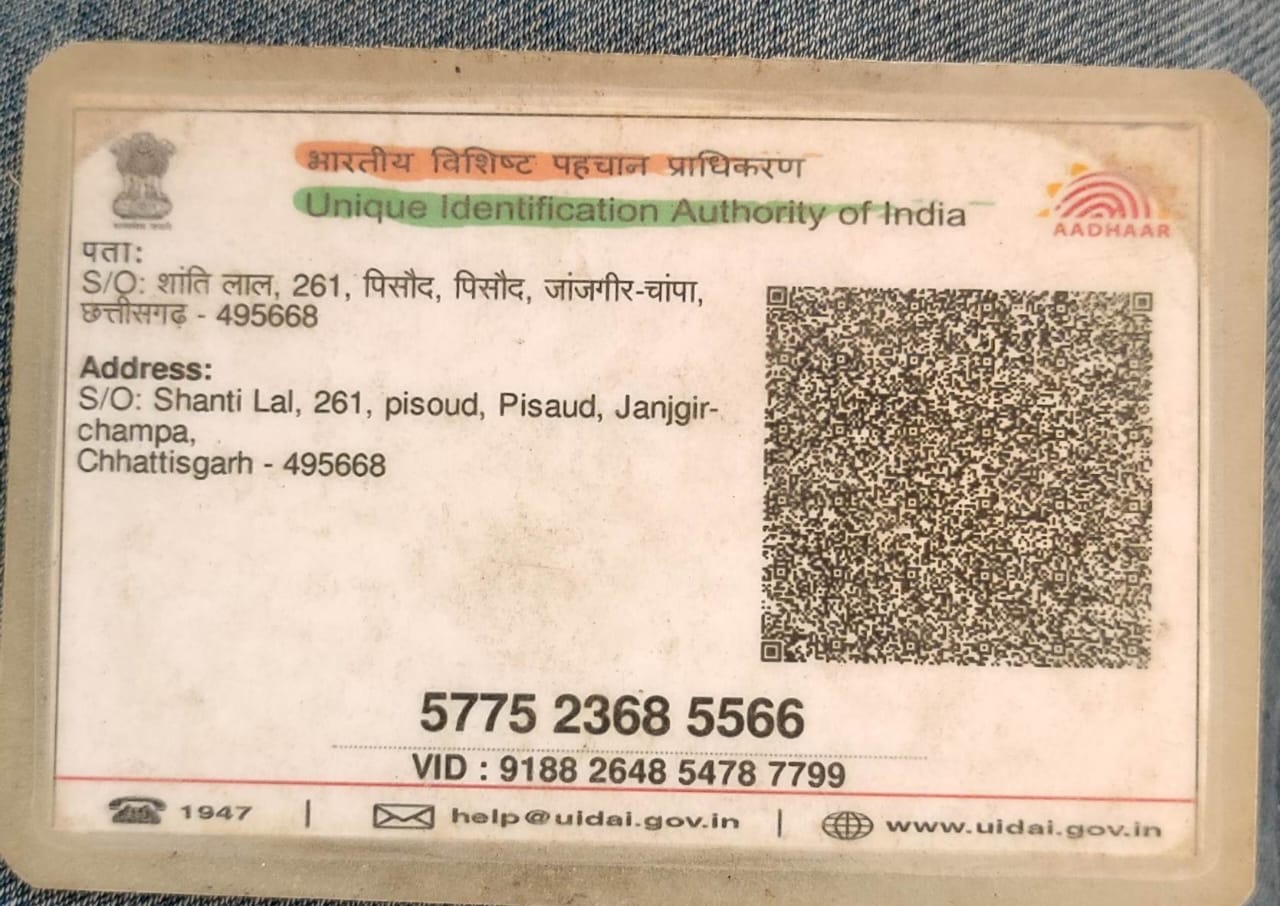 भारतीय विशिष्ट पहचान प्राधिकरण
Unique Identification Authority of India
AADHAAR
पता:
S/O: शांति लाल, 261, पिसौद, पिसौद, जांजगीर-चांपा,
छत्तीसगढ़ - 495668
Address:
S/O: Shanti Lal, 261, pisoud, Pisaud, Janjgir-
champa,
Chhattisgarh - 495668
5775 2368 5566
VID : 9188 2648 5478 7799
1947 | help@uidai.gov.in | www.uidai.gov.in